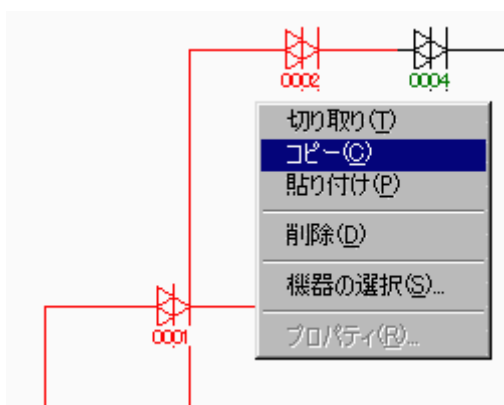 0002
0004
切り取り(T)
コピー(C)
貼り付け(P)
削除(D)
機器の選択(S)...
プロパティ(R)...
0001